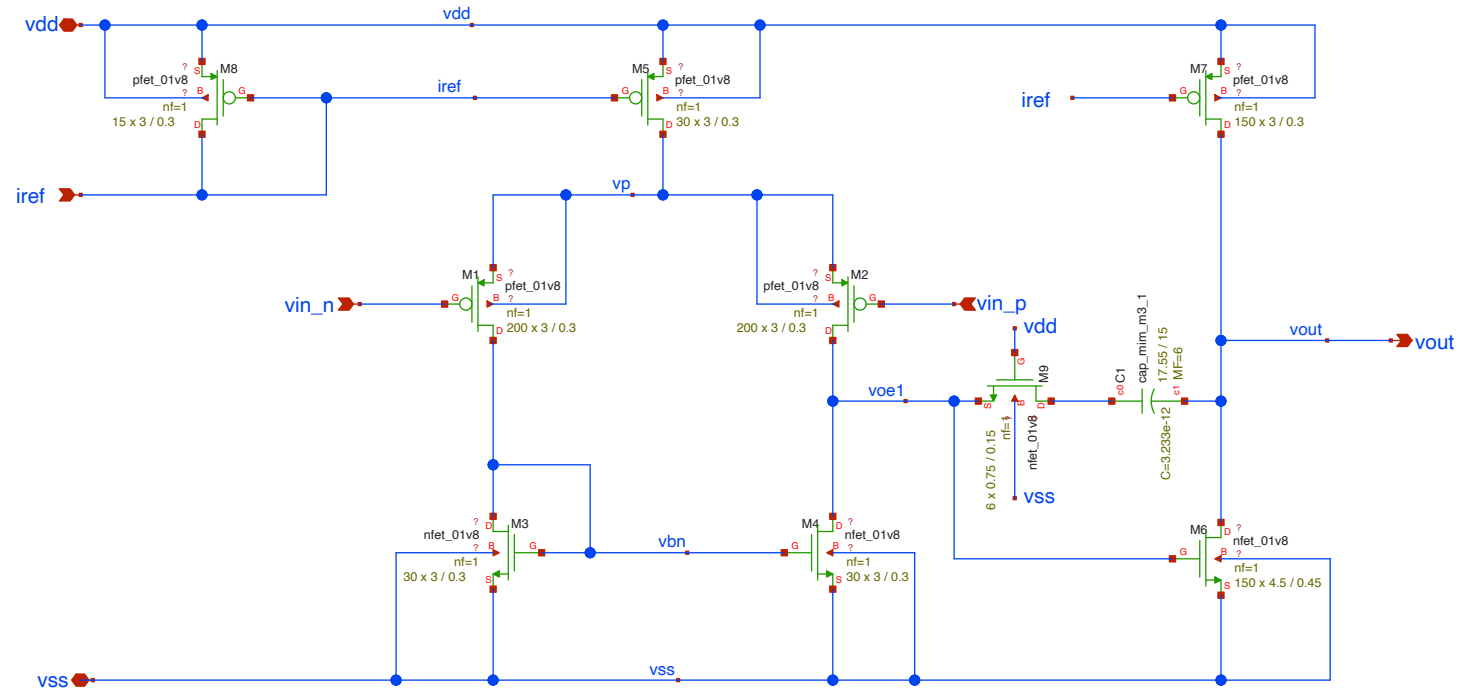 vdd
vdd
S
?
M8
pfet_01v8
?
B
G
nf=1
15 x 3 / 0.3
D
iref
M5
S
?
pfet_01v8
?
G
B
nf=1
30 x 3 / 0.3
D
iref
M7
S
?
pfet_01v8
?
G
B
nf=1
150 x 3 / 0.3
D
iref
vp
vin_n
M1
S
?
pfet_01v8
?
G
B
nf=1
200 x 3 / 0.3
D
M2
?
S
pfet_01v8
?
B
G
nf=1
200 x 3 / 0.3
D
vin_p
vdd
G
M9
S
B
D
nf=1
?
nfet_01v8
6 x 0.75 / 0.15
vss
voe1
c0
C1
cap_mim_m3_1
17.55 / 15
MF=6
c1
C=3.233e-12
vout
vout
?
D
M3
nfet_01v8
?
B
G
nf=1
30 x 3 / 0.3
S
vbn
M4
?
D
nfet_01v8
?
G
B
nf=1
30 x 3 / 0.3
S
M6
?
D
nfet_01v8
?
G
B
nf=1
150 x 4.5 / 0.45
S
vss
vss